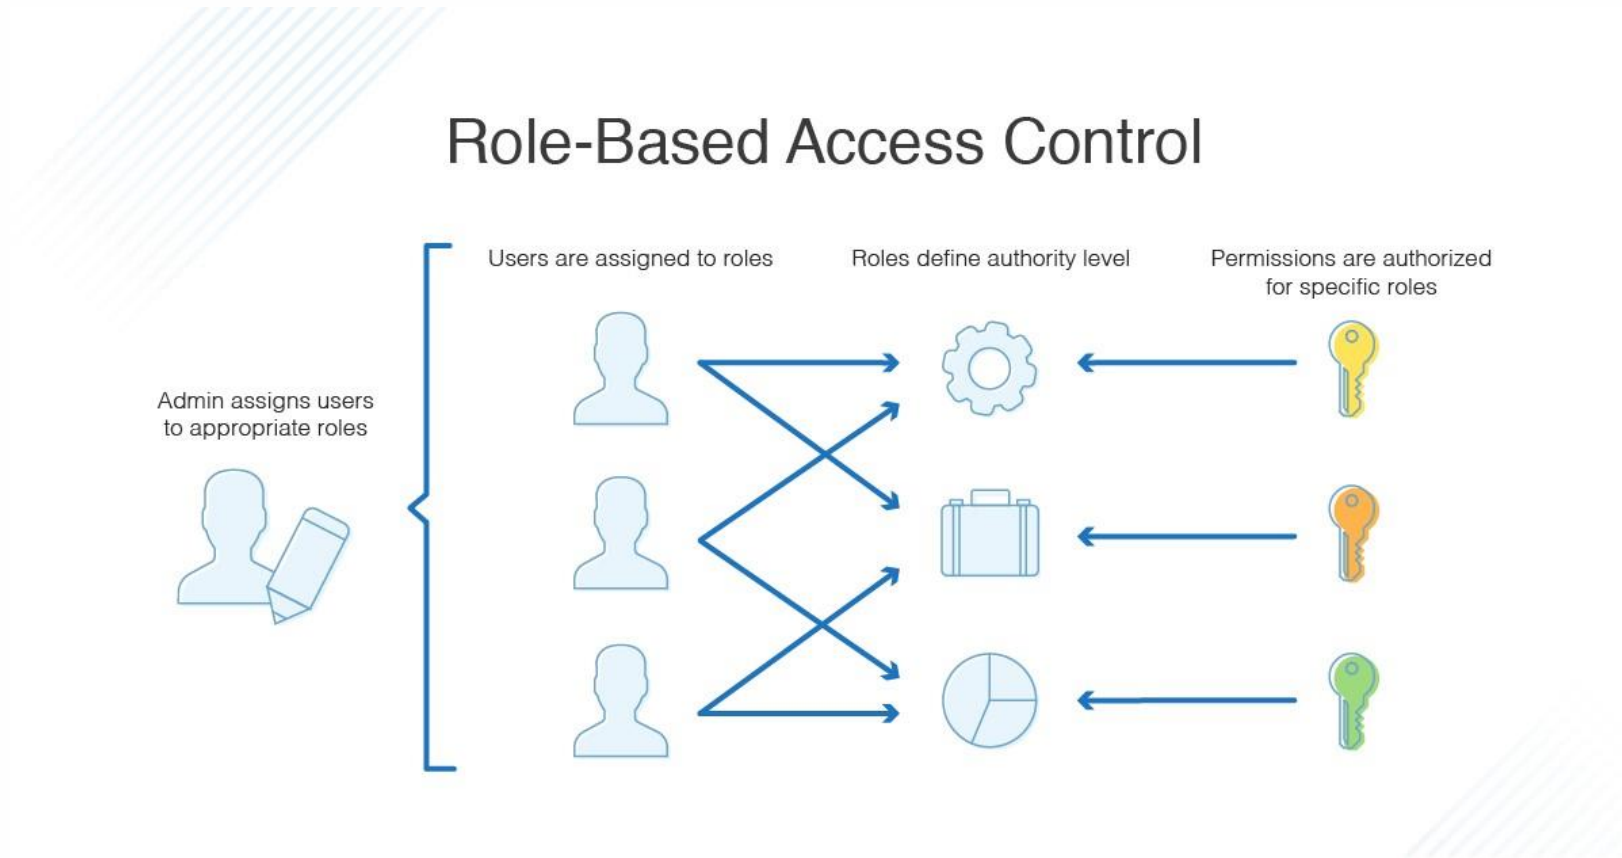 Role-Based Access Control
Admin assigns users
to appropriate roles
Users are assigned to roles
Roles define authority level
Permissions are authorized
for specific roles